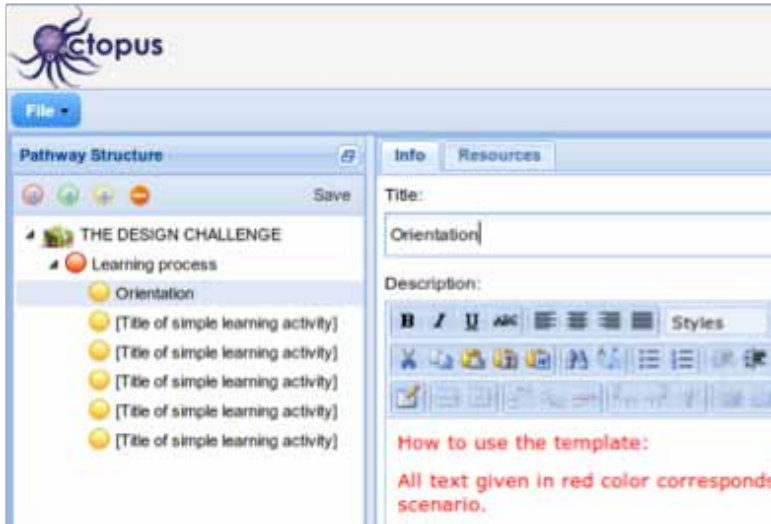 Octopus
File
Pathway Structure
Save
THE DESIGN CHALLENGE
Learning process
Orientation
[Title of simple learning activity]
[Title of simple learning activity]
[Title of simple learning activity]
[Title of simple learning activity]
[Title of simple learning activity]
Info Resources
Title:
Orientation
Description:
B I U ABC Styles
How to use the template:
All text given in red color corresponds
scenario.